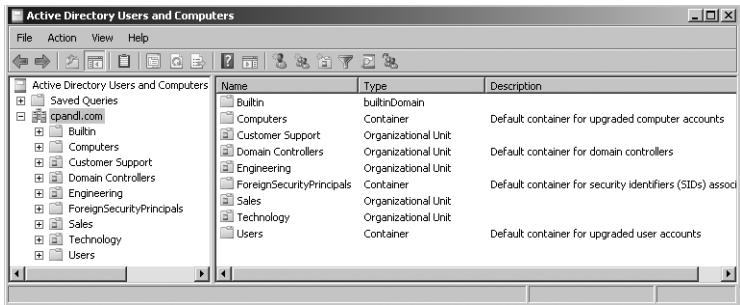 Active Directory Users and Computers
File Action View Help
Active Directory Users and Computers
Saved Queries
cpandl.com
Builtin
Computers
Customer Support
Domain Controllers
Engineering
ForeignSecurityPrincipals
Sales
Technology
Users
Name Type Description
Builtin builtinDomain
Computers Container Default container for upgraded computer accounts
Customer Support Organizational Unit
Domain Controllers Organizational Unit Default container for domain controllers
Engineering Organizational Unit
ForeignSecurityPrincipals Container Default container for security identifiers (SIDs) associ
Sales Organizational Unit
Technology Organizational Unit
Users Container Default container for upgraded user accounts